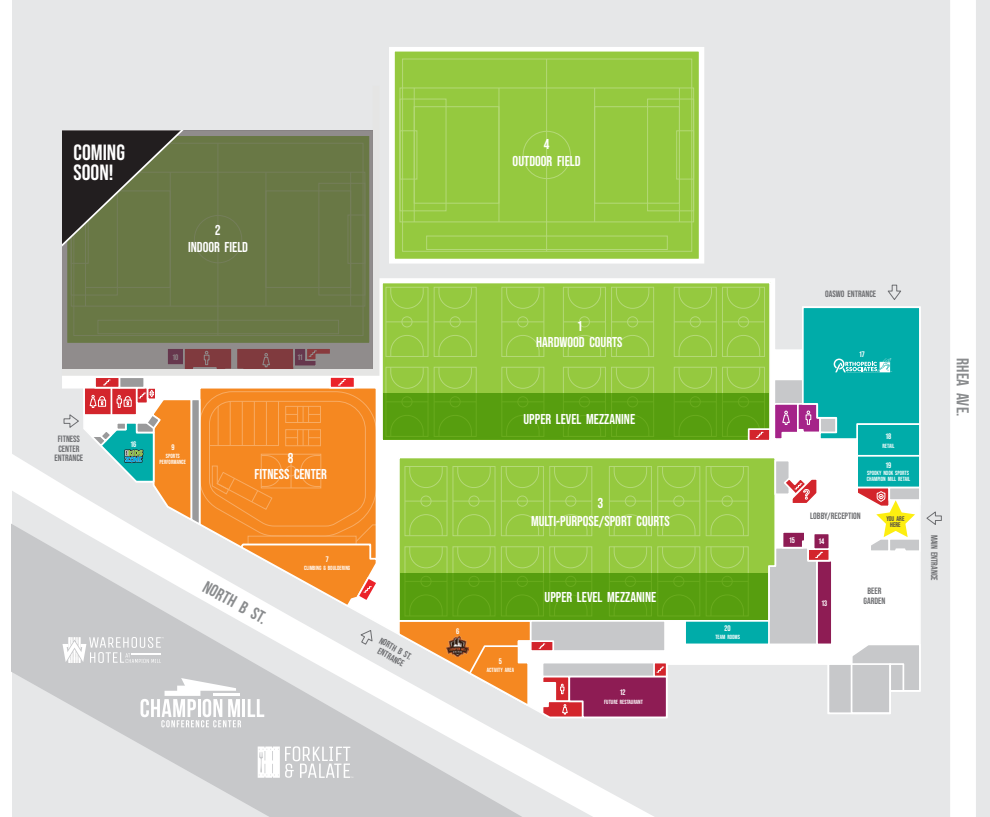 4
OUTDOOR FIELD
COMING
SOON!
2
INDOOR FIELD
10
11
1
HARDWOOD COURTS
UPPER LEVEL MEZZANINE
OASWO ENTRANCE
17
ORTHOPEDIC
ASSOCIATES
RHEA AVE.
18
RETAIL
19
SPOOKY NOOK SPORTS
CHAMPION MILL RETAIL
FITNESS
CENTER
ENTRANCE
16
9
SPORTS
PERFORMANCE
8
FITNESS CENTER
3
MULTI-PURPOSE/SPORT COURTS
UPPER LEVEL MEZZANINE
?
LOBBY/RECEPTION
YOU ARE
HERE
MAIN ENTRANCE
15
14
13
BEER
GARDEN
7
CLIMBING & BOULDERING
NORTH B ST.
NORTH B ST.
ENTRANCE
6
5
ACTIVITY AREA
20
TEAM ROOMS
12
FUTURE RESTAURANT
WAREHOUSE
HOTEL AT CHAMPION MILL
CHAMPION MILL
CONFERENCE CENTER
FORKLIFT
& PALATE